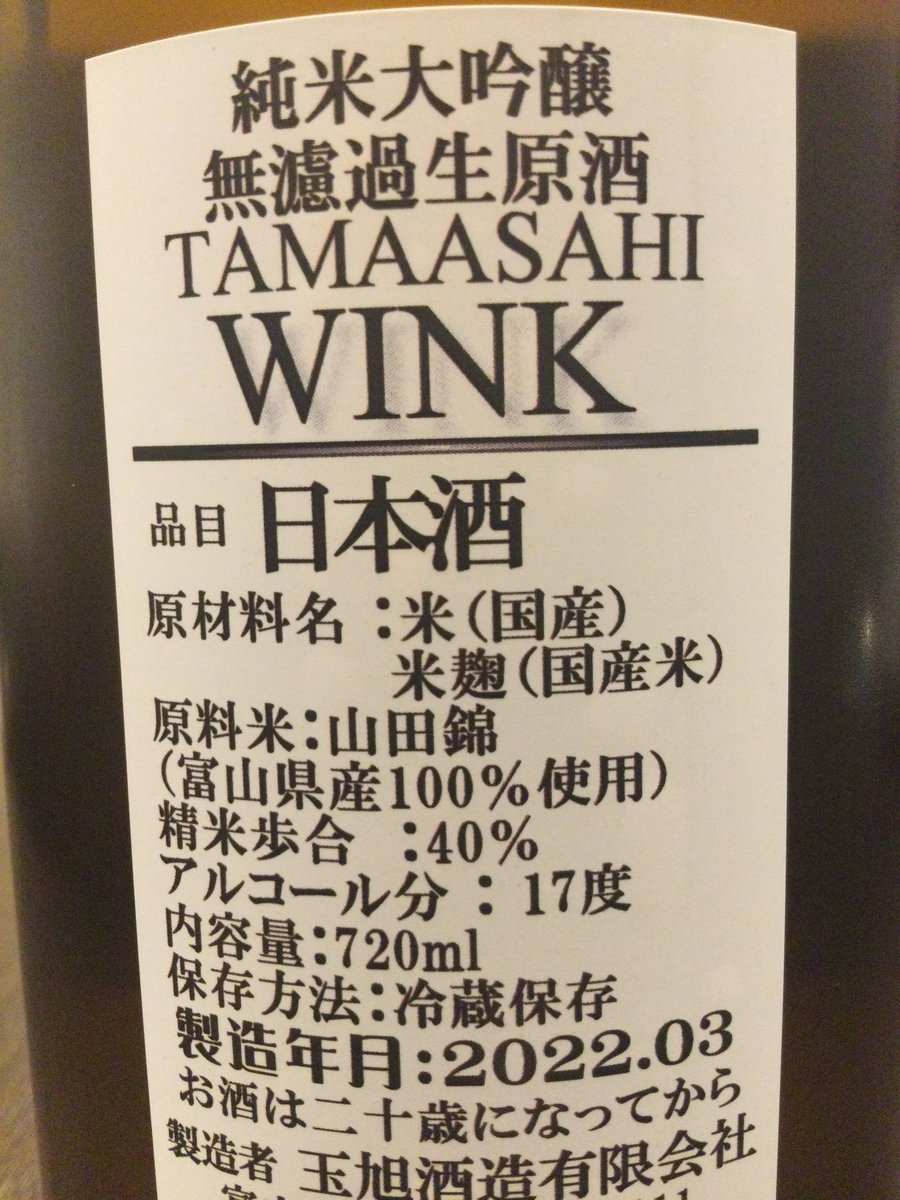 純米大吟醸
無濾過生原酒
TAMAASAHI
WINK
品目 日本酒
原材料名:米(国産)
米麹(国産米)
原料米:山田錦
(富山県産100%使用)
精米歩合 :40%
アルコール分 : 17度
内容量:720ml
保存方法:冷蔵保存
製造年月:2022.03
お酒は二十歳になってから
製造者 玉旭酒造有限会社